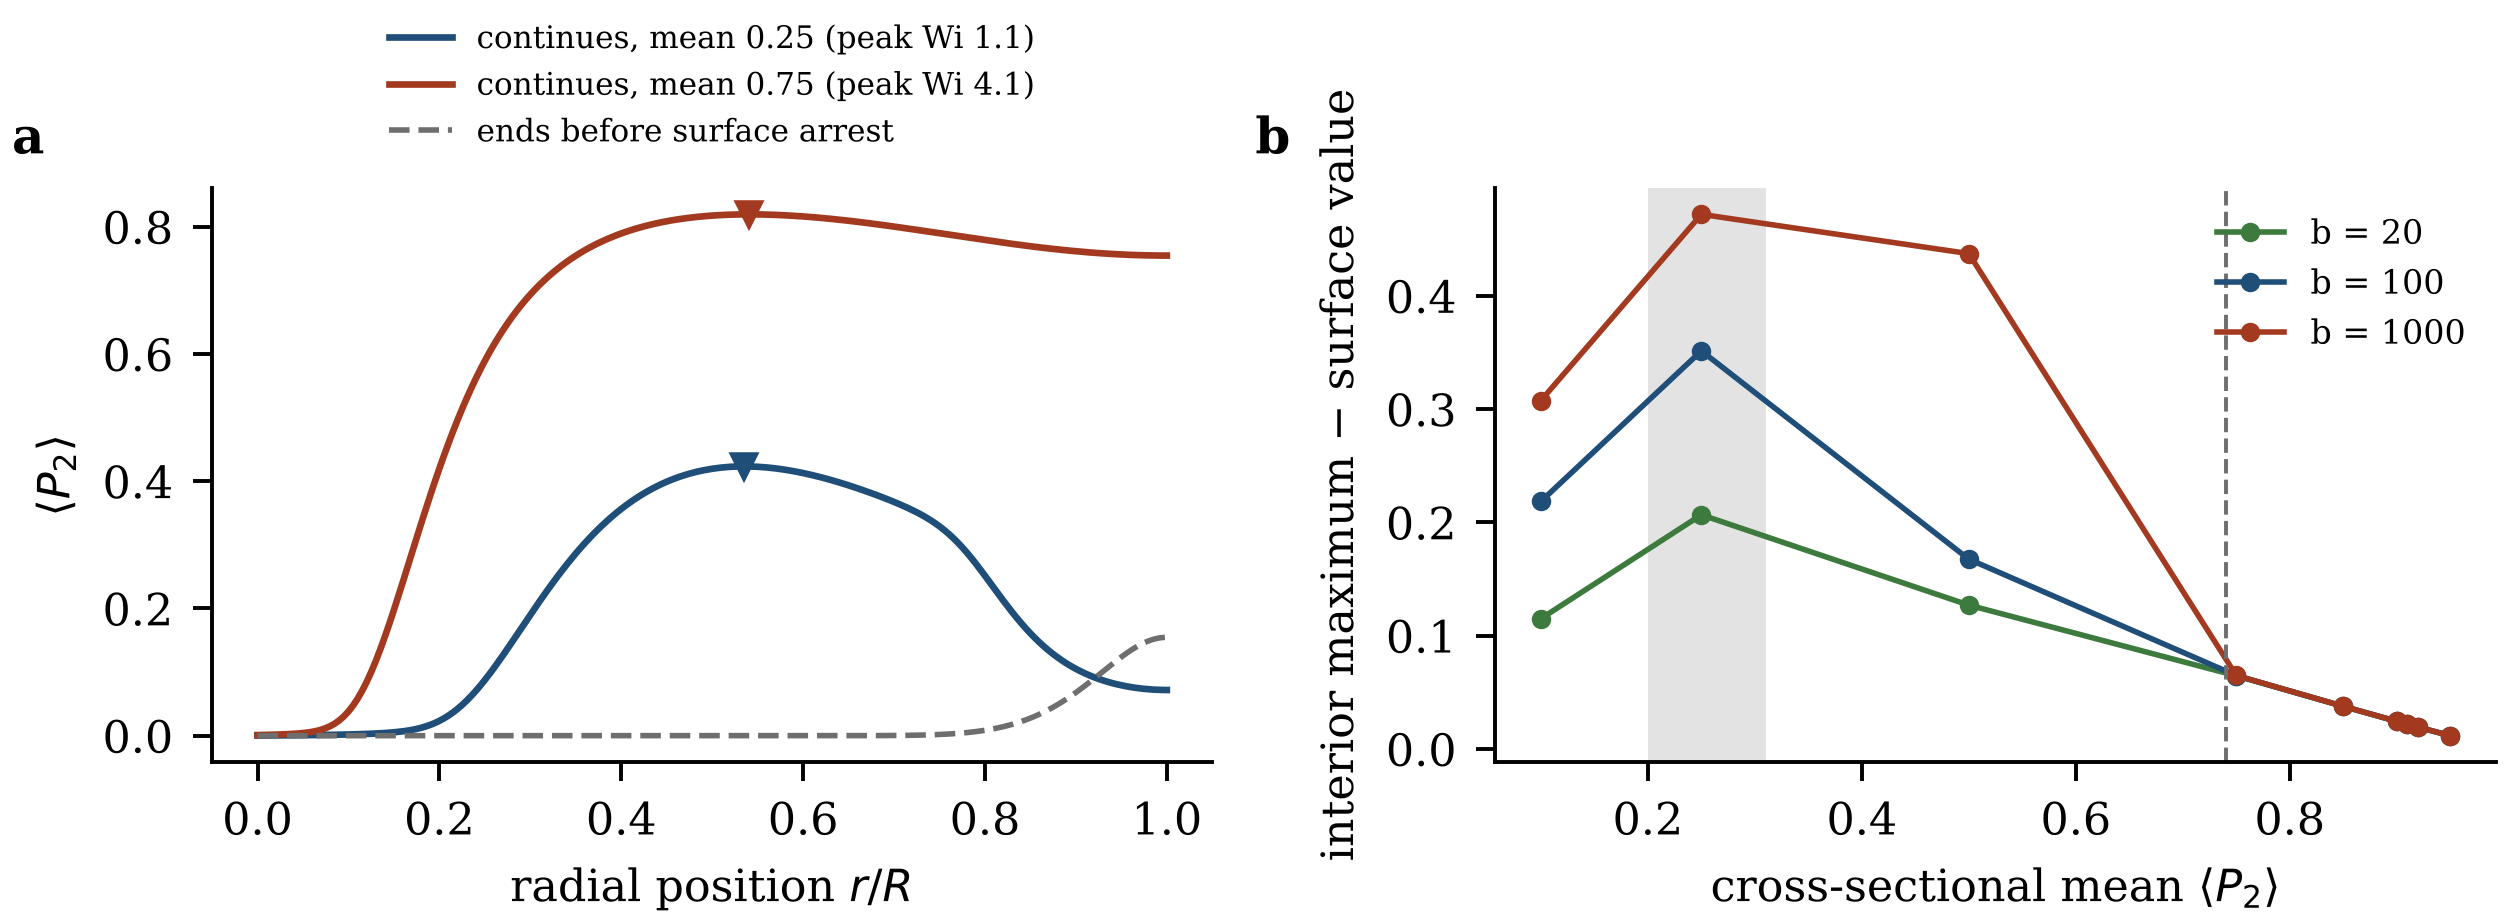 continues, mean 0.25 (peak Wi 1.1)
continues, mean 0.75 (peak Wi 4.1)
ends before surface arrest
a
⟨P₂⟩
0.8
0.6
0.4
0.2
0.0
0.0 0.2 0.4 0.6 0.8 1.0
radial position r/R
b
interior maximum − surface value
0.4
0.3
0.2
0.1
0.0
b = 20
b = 100
b = 1000
0.2 0.4 0.6 0.8
cross-sectional mean ⟨P₂⟩